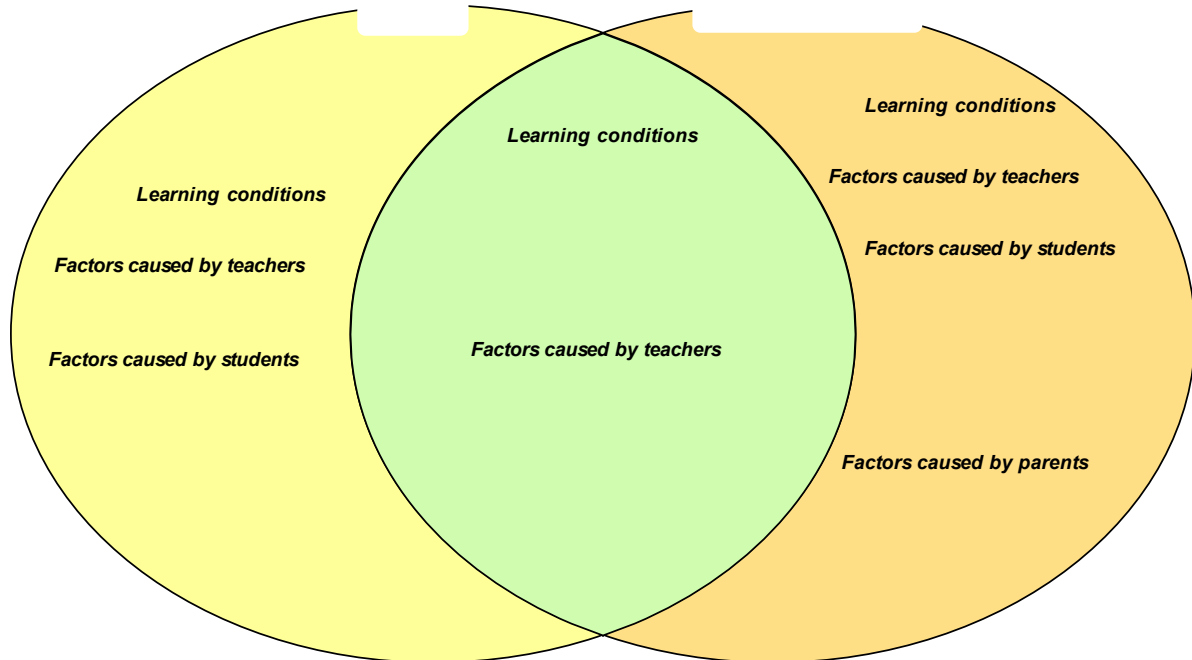 Learning conditions
Factors caused by teachers
Factors caused by students
Learning conditions
Factors caused by teachers
Learning conditions
Factors caused by teachers
Factors caused by students
Factors caused by parents